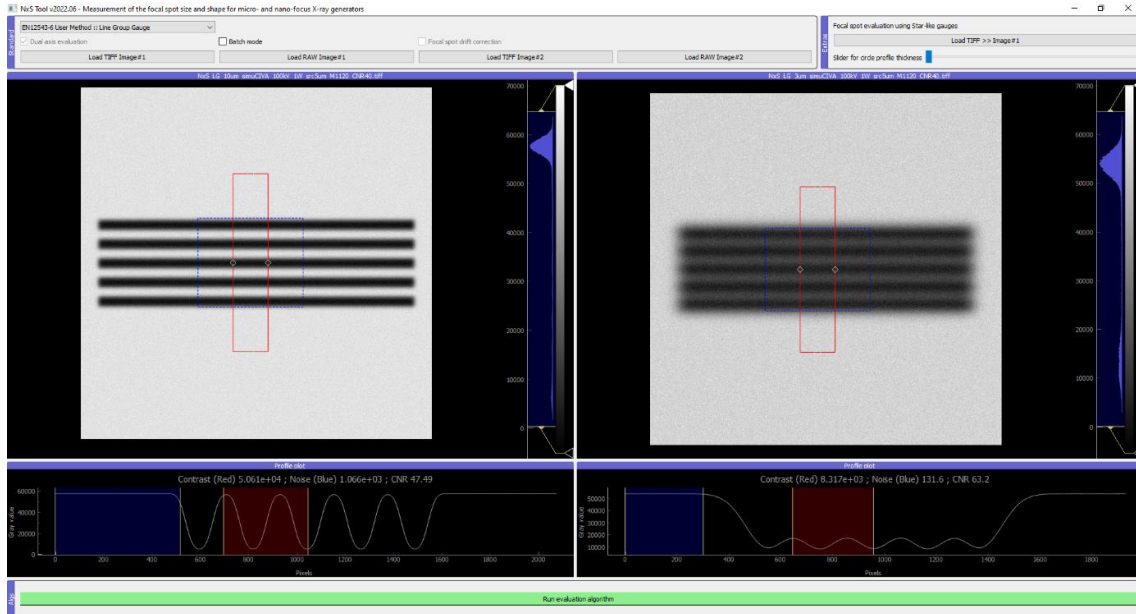 NxS Tool v2022.06 - Measurement of the focal spot size and shape for micro- and nano-focus X-ray generators
Standard
EN12543-6 User Method :: Line Group Gauge
Dual axis evaluation
Batch mode
Focal spot drift correction
Load TIFF Image#1
Load RAW Image#1
Load TIFF Image#2
Load RAW Image#2
Extras
Focal spot evaluation using Star-like gauges
Load TIFF >> Image#1
Slider for circle profile thickness
NxS LG 10um simuCIVA 100kV 1W src5um M1120 CNR40.tiff
70000
60000
50000
40000
30000
20000
10000
0
NxS LG 3um simuCIVA 100kV 1W src5um M1120 CNR40.tiff
70000
60000
50000
40000
30000
20000
10000
0
Profile plot
Contrast (Red) 5.061e+04 ; Noise (Blue) 1.066e+03 ; CNR 47.49
Gray value
60000
40000
20000
0
0 200 400 600 800 1000 1200 1400 1600 1800 2000
Pixels
Profile plot
Contrast (Red) 8.317e+03 ; Noise (Blue) 131.6 ; CNR 63.2
Gray value
50000
40000
30000
20000
10000
0 200 400 600 800 1000 1200 1400 1600 1800
Pixels
Algo
Run evaluation algorithm